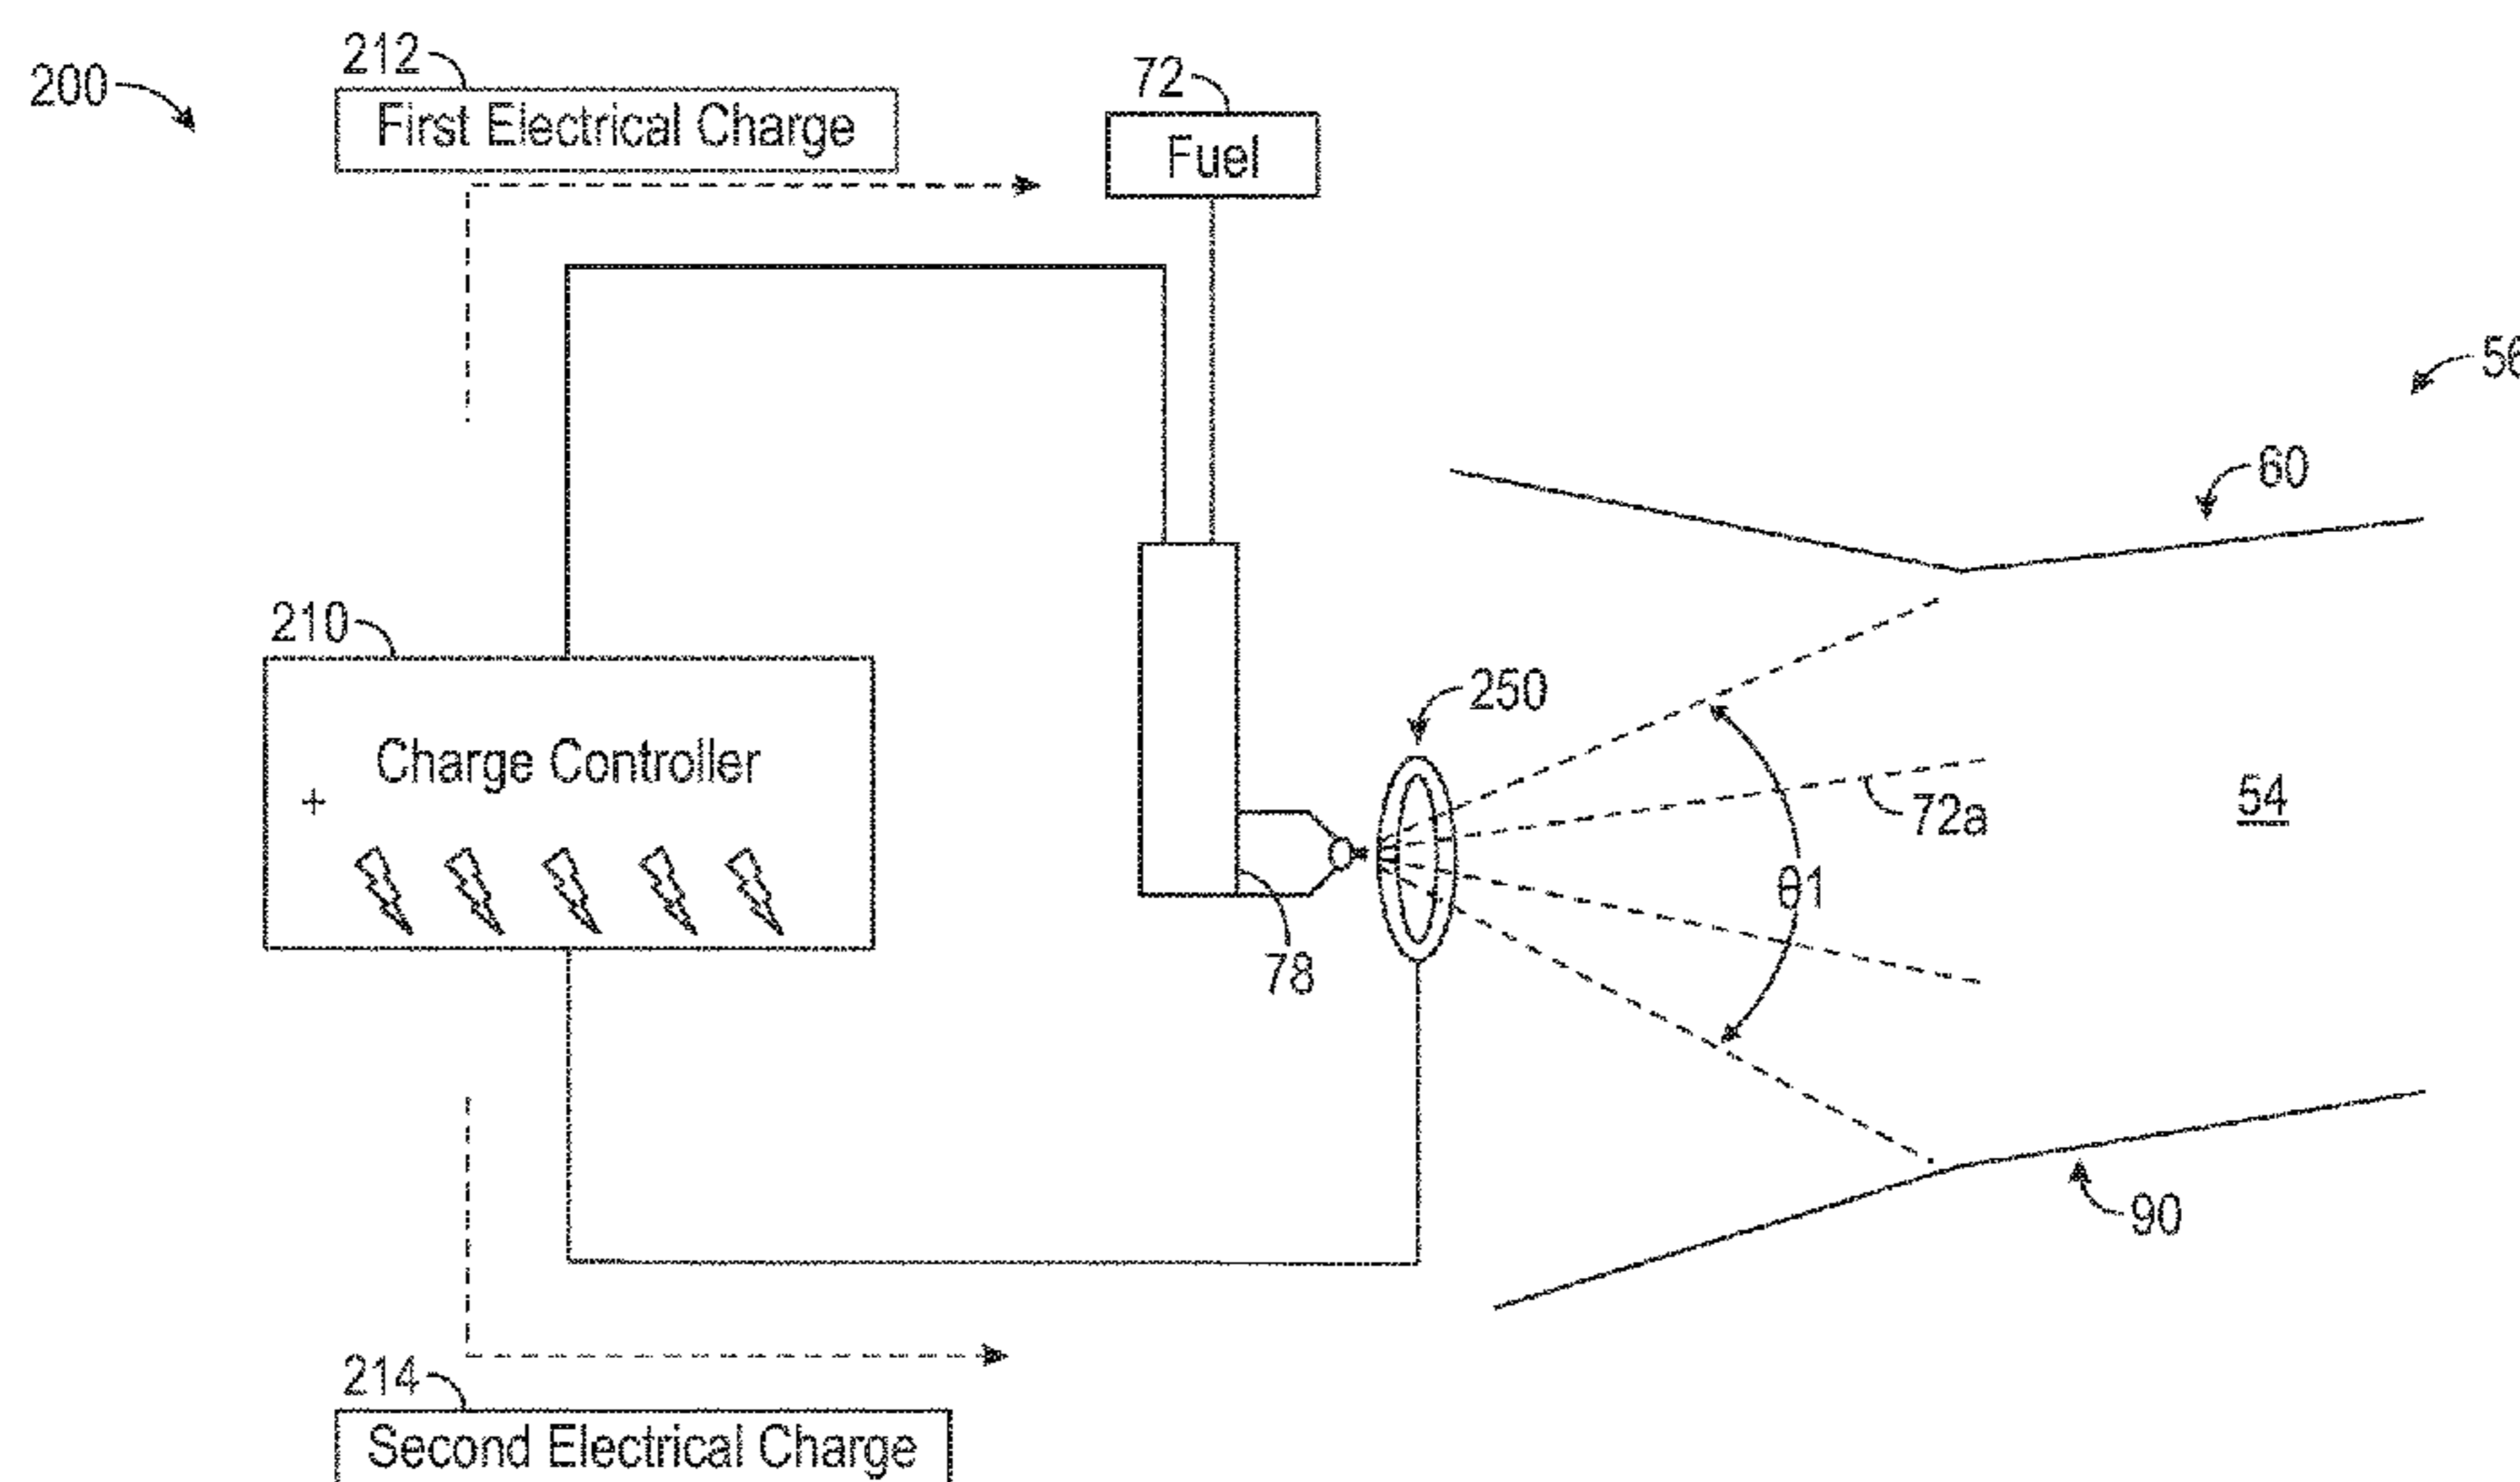 200
212
First Electrical Charge
72
Fuel
56
60
210
Charge Controller
+
250
54
72a
θ1
78
90
214
Second Electrical Charge